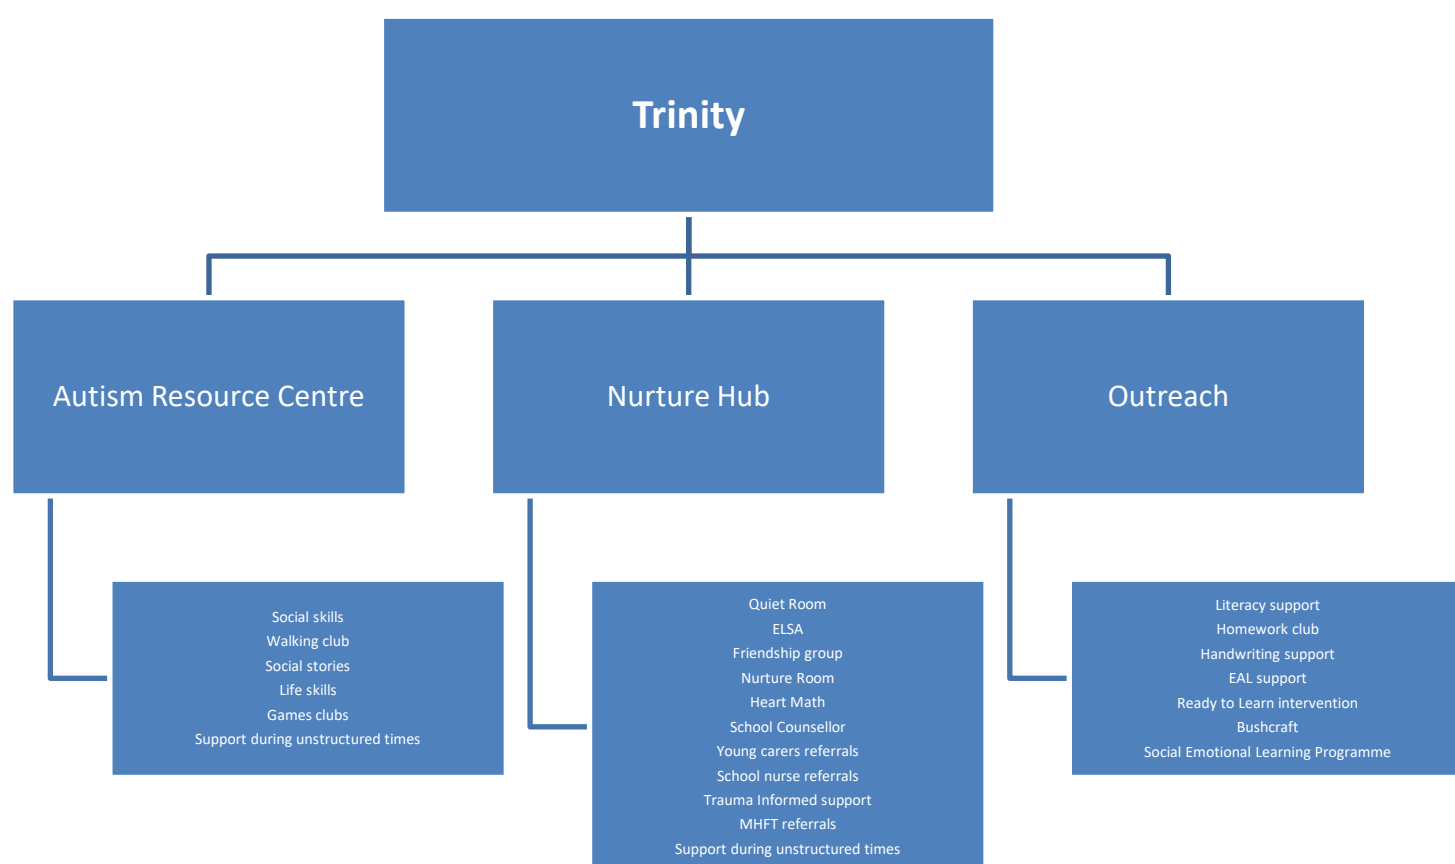 Trinity
Autism Resource Centre
Nurture Hub
Outreach
Social skills
Walking club
Social stories
Life skills
Games clubs
Support during unstructured times
Quiet Room
ELSA
Friendship group
Nurture Room
Heart Math
School Counsellor
Young carers referrals
School nurse referrals
Trauma Informed support
MHFT referrals
Support during unstructured times
Literacy support
Homework club
Handwriting support
EAL support
Ready to Learn intervention
Bushcraft
Social Emotional Learning Programme